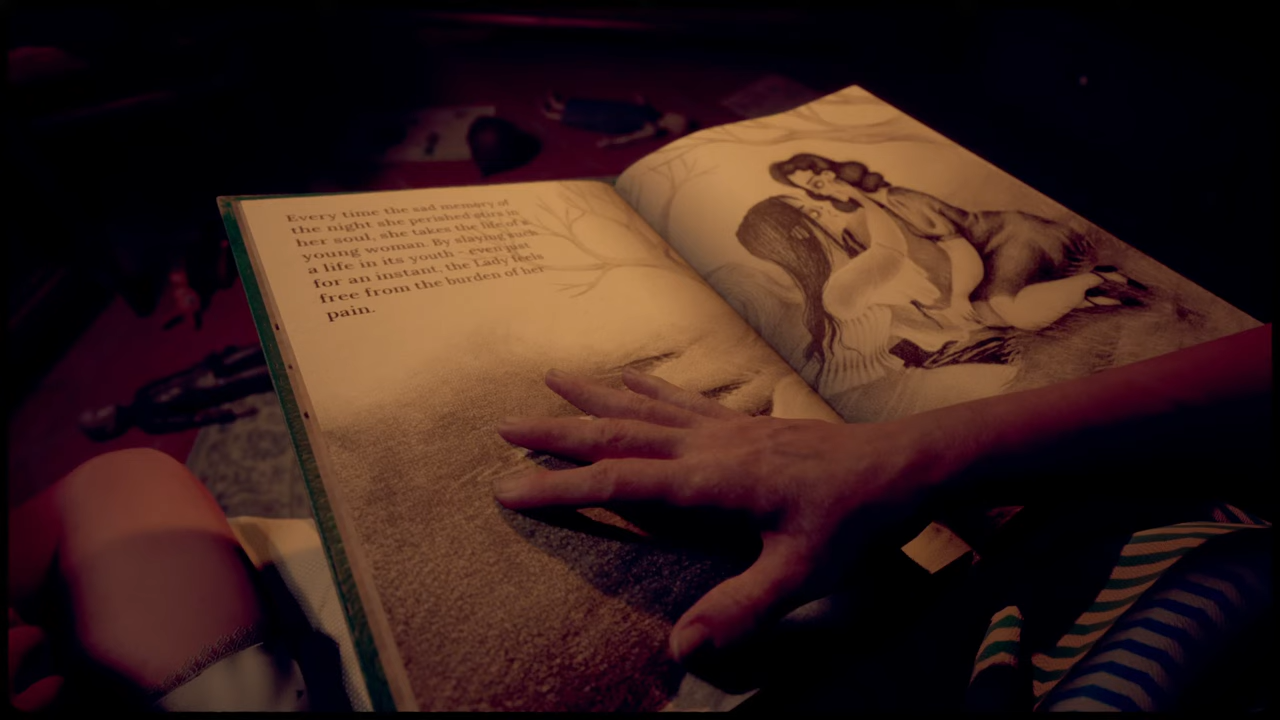 Every time the sad memory of
the night she perished stirs in
her soul, she takes the life of a
young woman. By slaying such
a life in its youth - even just
for an instant, the Lady feels
free from the burden of her
pain.